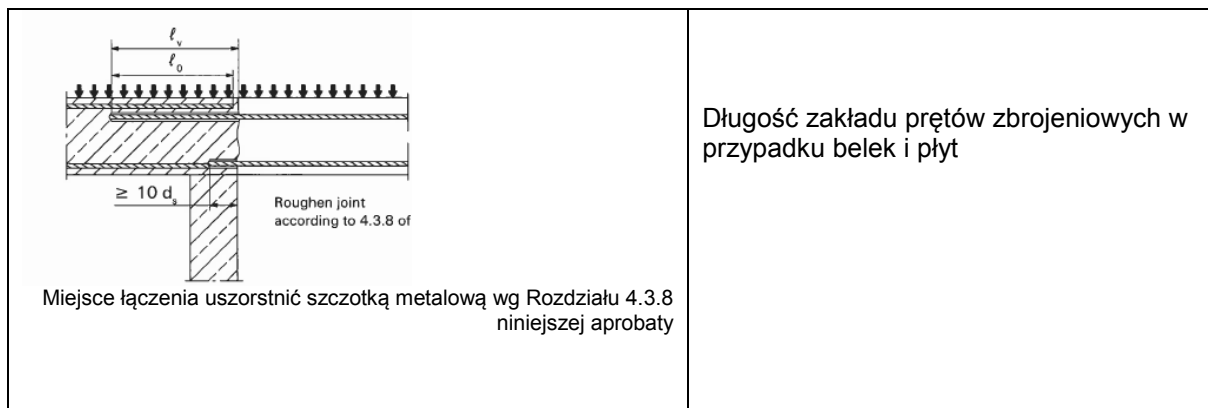 ℓv
ℓ0
≥ 10 ds
Roughen joint
according to 4.3.8 of
Miejsce łączenia uszorstnić szczotką metalową wg Rozdziału 4.3.8
niniejszej aprobaty
Długość zakładu prętów zbrojeniowych w
przypadku belek i płyt